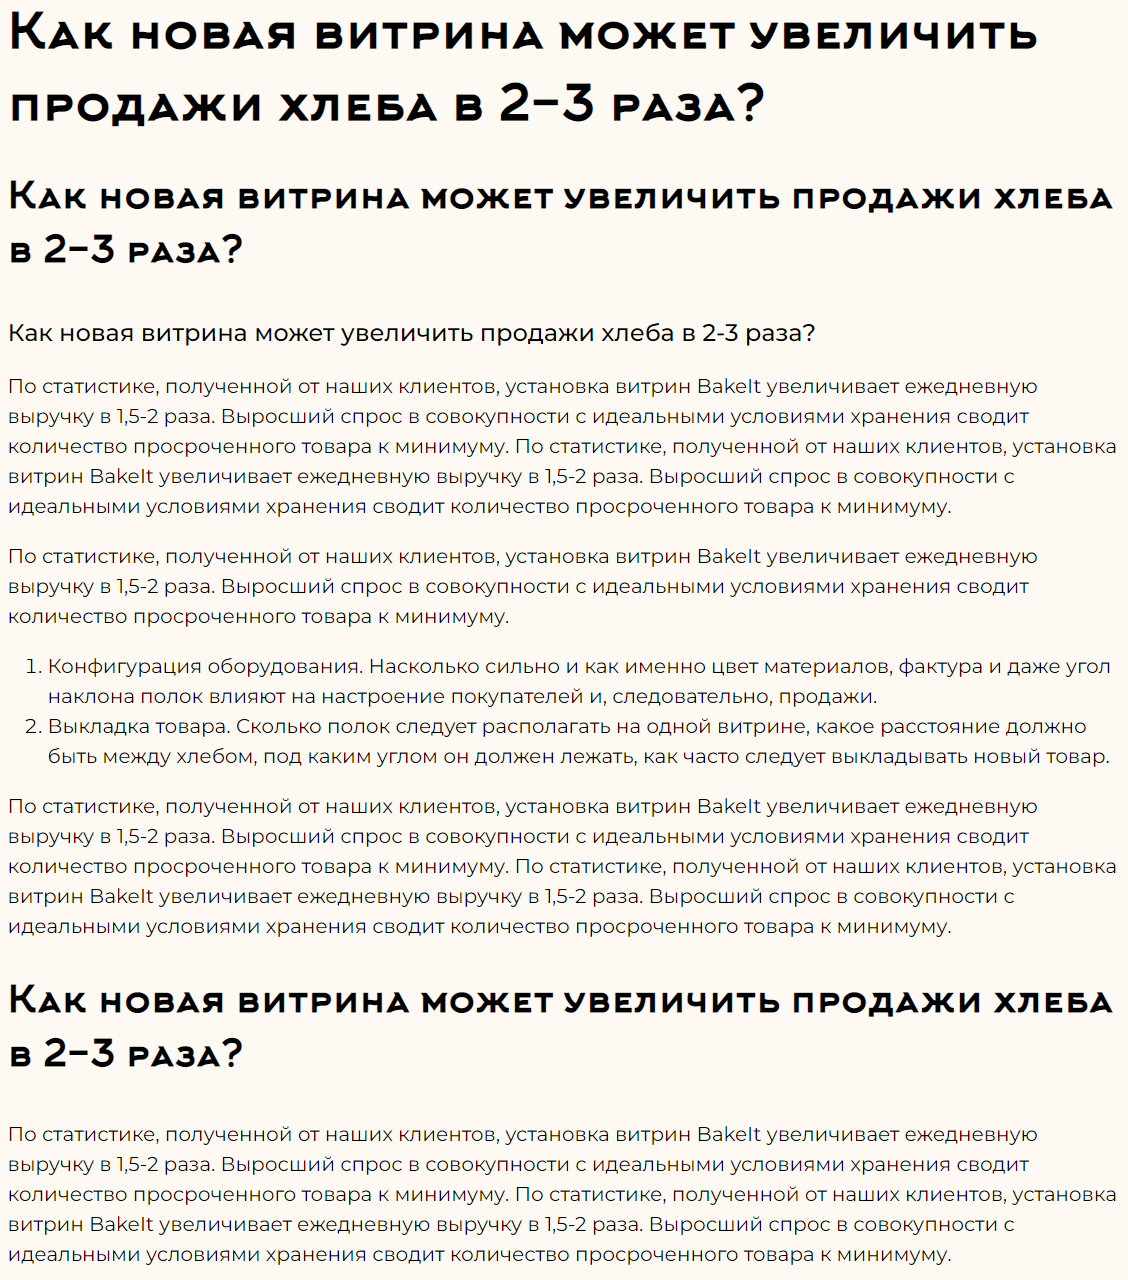 Как новая витрина может увеличить
продажи хлеба в 2-3 раза?
Как новая витрина может увеличить продажи хлеба
в 2-3 раза?
Как новая витрина может увеличить продажи хлеба в 2-3 раза?
По статистике, полученной от наших клиентов, установка витрин BakeIt увеличивает ежедневную
выручку в 1,5-2 раза. Выросший спрос в совокупности с идеальными условиями хранения сводит
количество просроченного товара к минимуму. По статистике, полученной от наших клиентов, установка
витрин BakeIt увеличивает ежедневную выручку в 1,5-2 раза. Выросший спрос в совокупности с
идеальными условиями хранения сводит количество просроченного товара к минимуму.
По статистике, полученной от наших клиентов, установка витрин BakeIt увеличивает ежедневную
выручку в 1,5-2 раза. Выросший спрос в совокупности с идеальными условиями хранения сводит
количество просроченного товара к минимуму.
1. Конфигурация оборудования. Насколько сильно и как именно цвет материалов, фактура и даже угол
наклона полок влияют на настроение покупателей и, следовательно, продажи.
2. Выкладка товара. Сколько полок следует располагать на одной витрине, какое расстояние должно
быть между хлебом, под каким углом он должен лежать, как часто следует выкладывать новый товар.
По статистике, полученной от наших клиентов, установка витрин BakeIt увеличивает ежедневную
выручку в 1,5-2 раза. Выросший спрос в совокупности с идеальными условиями хранения сводит
количество просроченного товара к минимуму. По статистике, полученной от наших клиентов, установка
витрин BakeIt увеличивает ежедневную выручку в 1,5-2 раза. Выросший спрос в совокупности с
идеальными условиями хранения сводит количество просроченного товара к минимуму.
Как новая витрина может увеличить продажи хлеба
в 2-3 раза?
По статистике, полученной от наших клиентов, установка витрин BakeIt увеличивает ежедневную
выручку в 1,5-2 раза. Выросший спрос в совокупности с идеальными условиями хранения сводит
количество просроченного товара к минимуму. По статистике, полученной от наших клиентов, установка
витрин BakeIt увеличивает ежедневную выручку в 1,5-2 раза. Выросший спрос в совокупности с
идеальными условиями хранения сводит количество просроченного товара к минимуму.